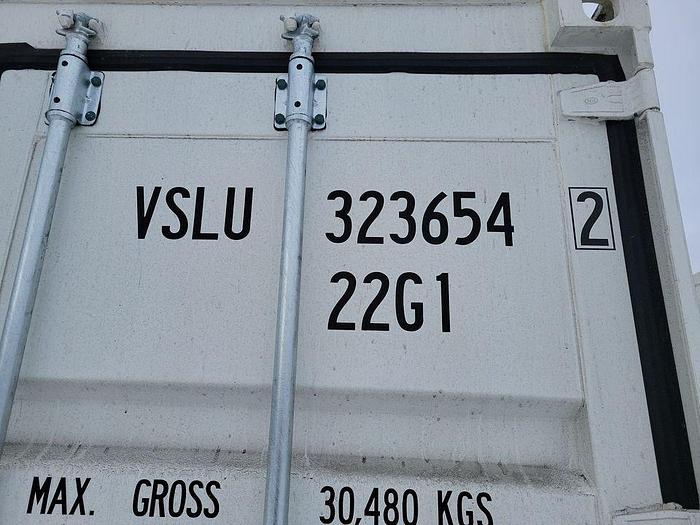 VSLU 323654 2
22G1
MAX. GROSS 30,480 KGS